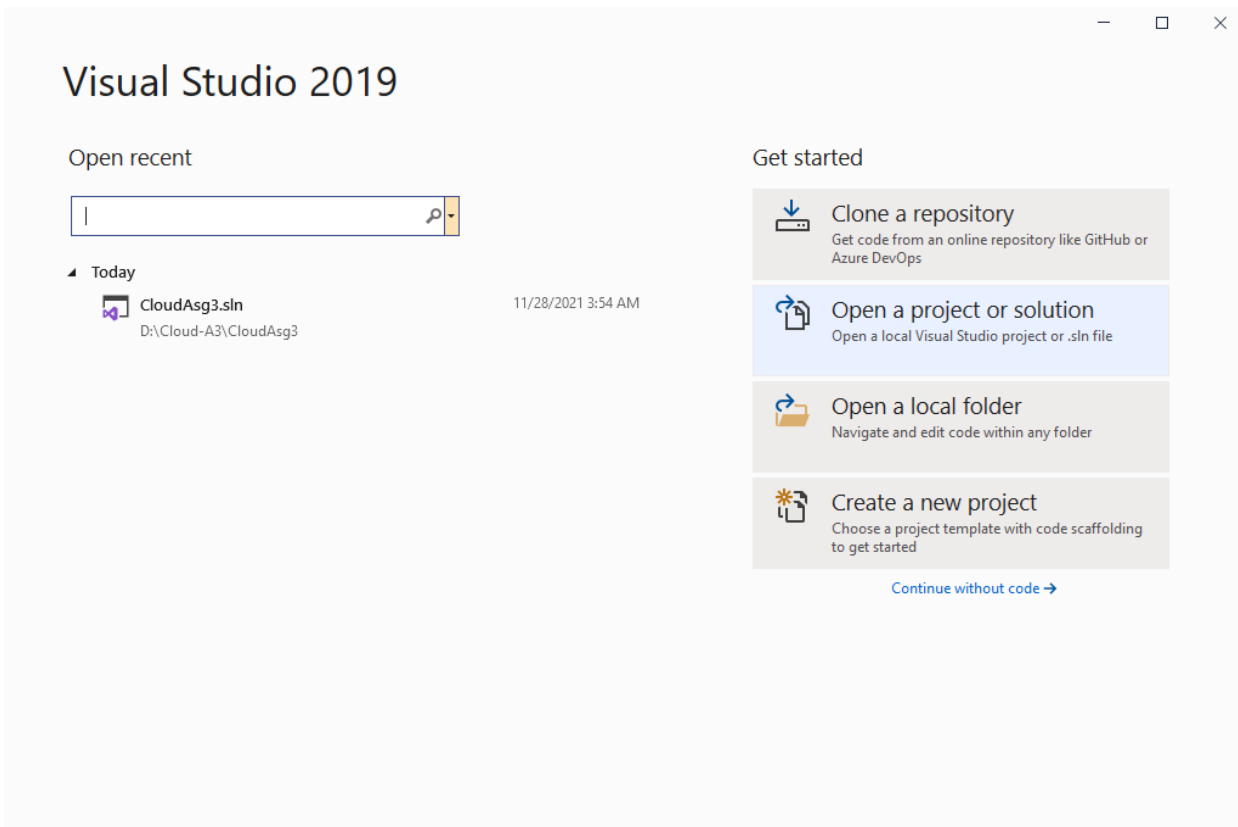 Visual Studio 2019
Open recent
Today
CloudAsg3.sln
11/28/2021 3:54 AM
D:\Cloud-A3\CloudAsg3
Get started
Clone a repository
Get code from an online repository like GitHub or
Azure DevOps
Open a project or solution
Open a local Visual Studio project or .sln file
Open a local folder
Navigate and edit code within any folder
Create a new project
Choose a project template with code scaffolding
to get started
Continue without code →